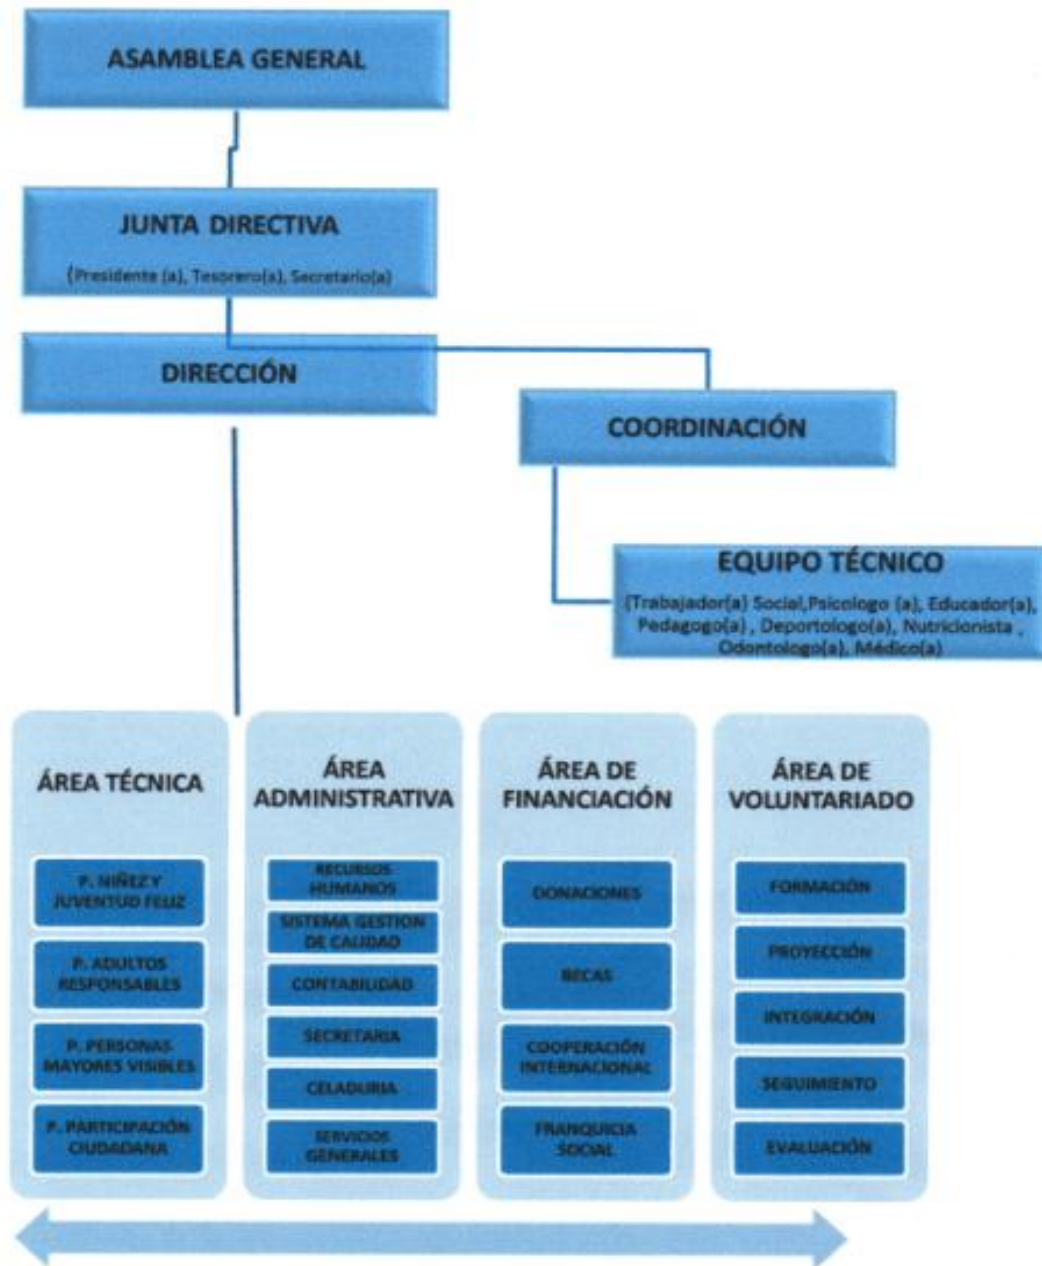 ASAMBLEA GENERAL
JUNTA DIRECTIVA
(Presidente (a), Tesorero(a), Secretario(a)
DIRECCIÓN
COORDINACIÓN
EQUIPO TÉCNICO
(Trabajador(a) Social,Psicologo (a), Educador(a),
Pedagogo(a) , Deportologo(a), Nutricionista ,
Odontologo(a), Médico(a)
ÁREA TÉCNICA
P. NIÑEZ Y
JUVENTUD FELIZ
P. ADULTOS
RESPONSABLES
P. PERSONAS
MAYORES VISIBLES
P. PARTICIPACIÓN
CIUDADANA
ÁREA
ADMINISTRATIVA
RECURSOS
HUMANOS
SISTEMA GESTION
DE CALIDAD
CONTABILIDAD
SECRETARIA
CELADURIA
SERVICIOS
GENERALES
ÁREA DE
FINANCIACIÓN
DONACIONES
BECAS
COOPERACIÓN
INTERNACIONAL
FRANQUICIA
SOCIAL
ÁREA DE
VOLUNTARIADO
FORMACIÓN
PROYECCIÓN
INTEGRACIÓN
SEGUIMIENTO
EVALUACIÓN